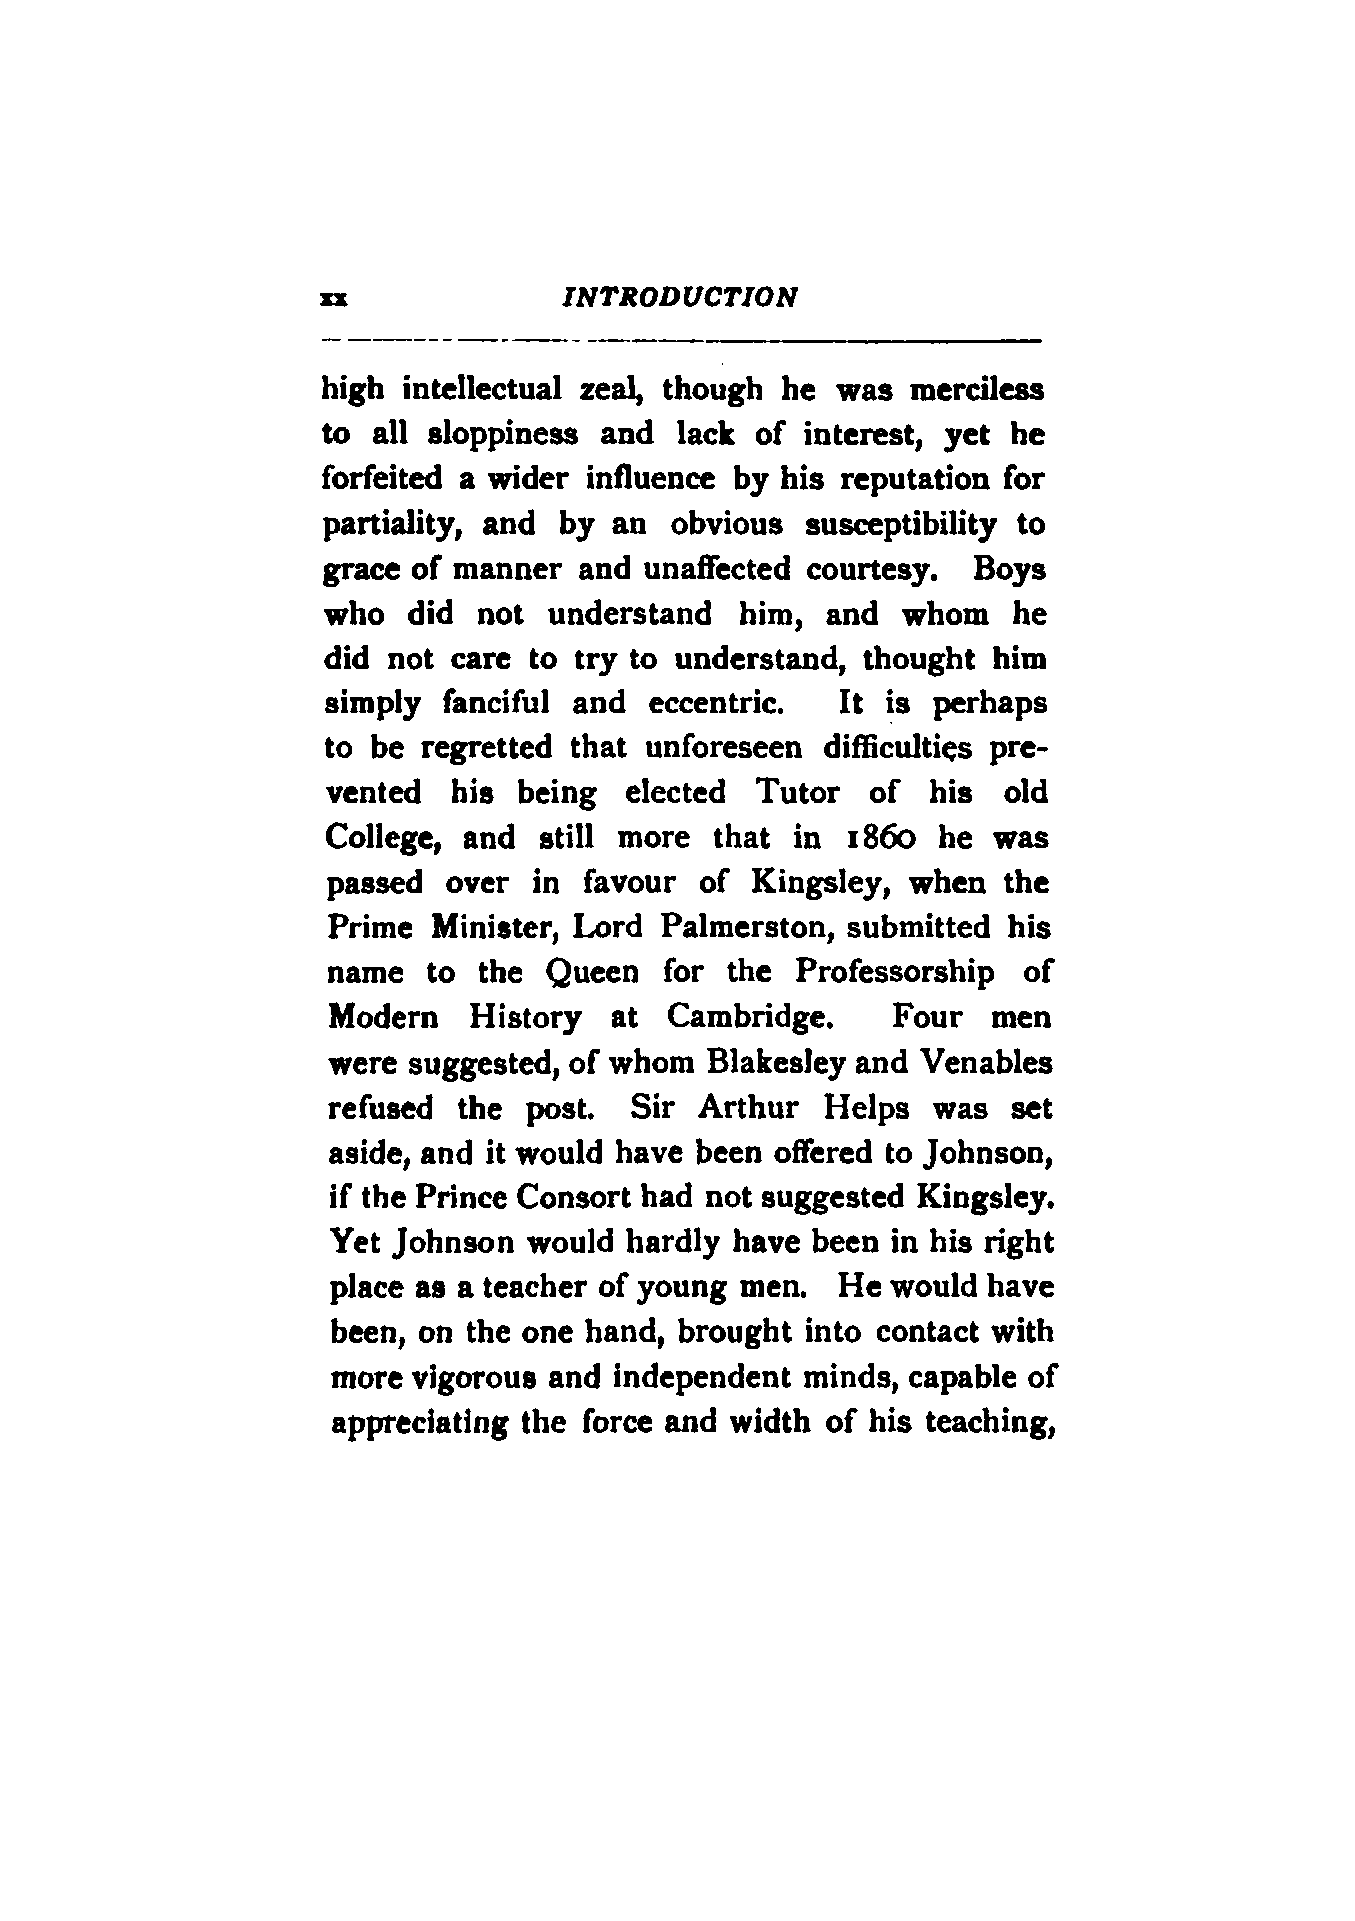 xx INTRODUCTION
high intellectual zeal, though he was merciless
to all sloppiness and lack of interest, yet he
forfeited a wider influence by his reputation for
partiality, and by an obvious susceptibility to
grace of manner and unaffected courtesy. Boys
who did not understand him, and whom he
did not care to try to understand, thought him
simply fanciful and eccentric. It is perhaps
to be regretted that unforeseen difficulties pre-
vented his being elected Tutor of his old
College, and still more that in 1860 he was
passed over in favour of Kingsley, when the
Prime Minister, Lord Palmerston, submitted his
name to the Queen for the Professorship of
Modern History at Cambridge. Four men
were suggested, of whom Blakesley and Venables
refused the post. Sir Arthur Helps was set
aside, and it would have been offered to Johnson,
if the Prince Consort had not suggested Kingsley.
Yet Johnson would hardly have been in his right
place as a teacher of young men. He would have
been, on the one hand, brought into contact with
more vigorous and independent minds, capable of
appreciating the force and width of his teaching,